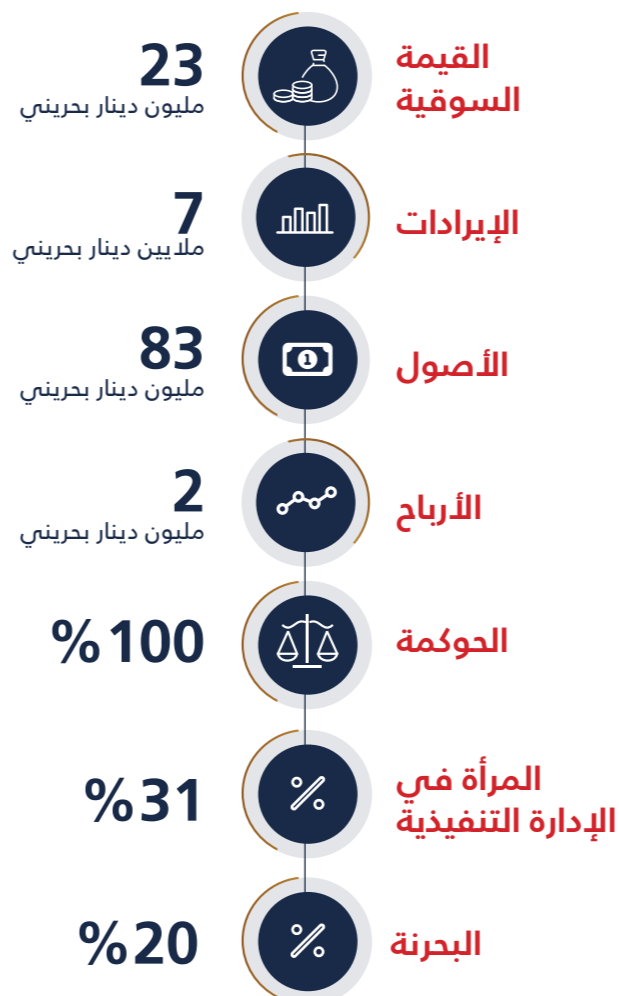 القيمة
السوقية
23
مليون دينار بحريني
الإيرادات
7
ملايين دينار بحريني
الأصول
83
مليون دينار بحريني
1
الأرباح
2
مليون دينار بحريني
الحوكمة
%100
المرأة في
الإدارة التنفيذية
%
%31
البحرنة
%
%20